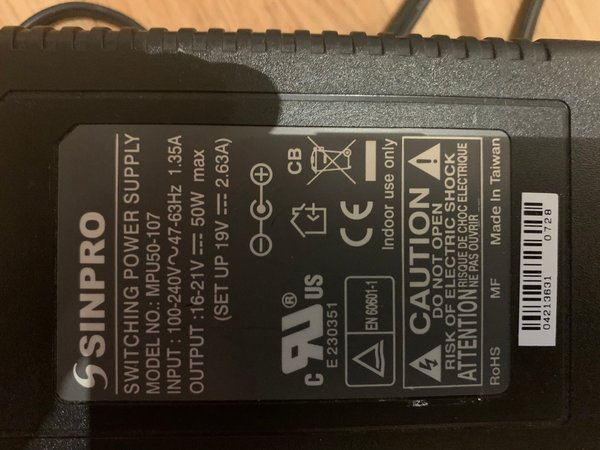 SINPRO
SWITCHING POWER SUPPLY
MODEL NO.: MPU50-107
INPUT : 100-240V~47-63Hz 1.35A
OUTPUT :16-21V⎓ 50W max
(SET UP 19V ⎓ 2.63A)
CB
c RU ® US
E 230351
CE
EN 60601-1
Indoor use only
CAUTION
DO NOT OPEN
RISK OF ELECTRIC SHOCK
ATTENTION RISQUE DE CHOC ELECTRIQUE
NE PAS OUVRIR
RoHS MF Made In Taiwan
04213631 0728